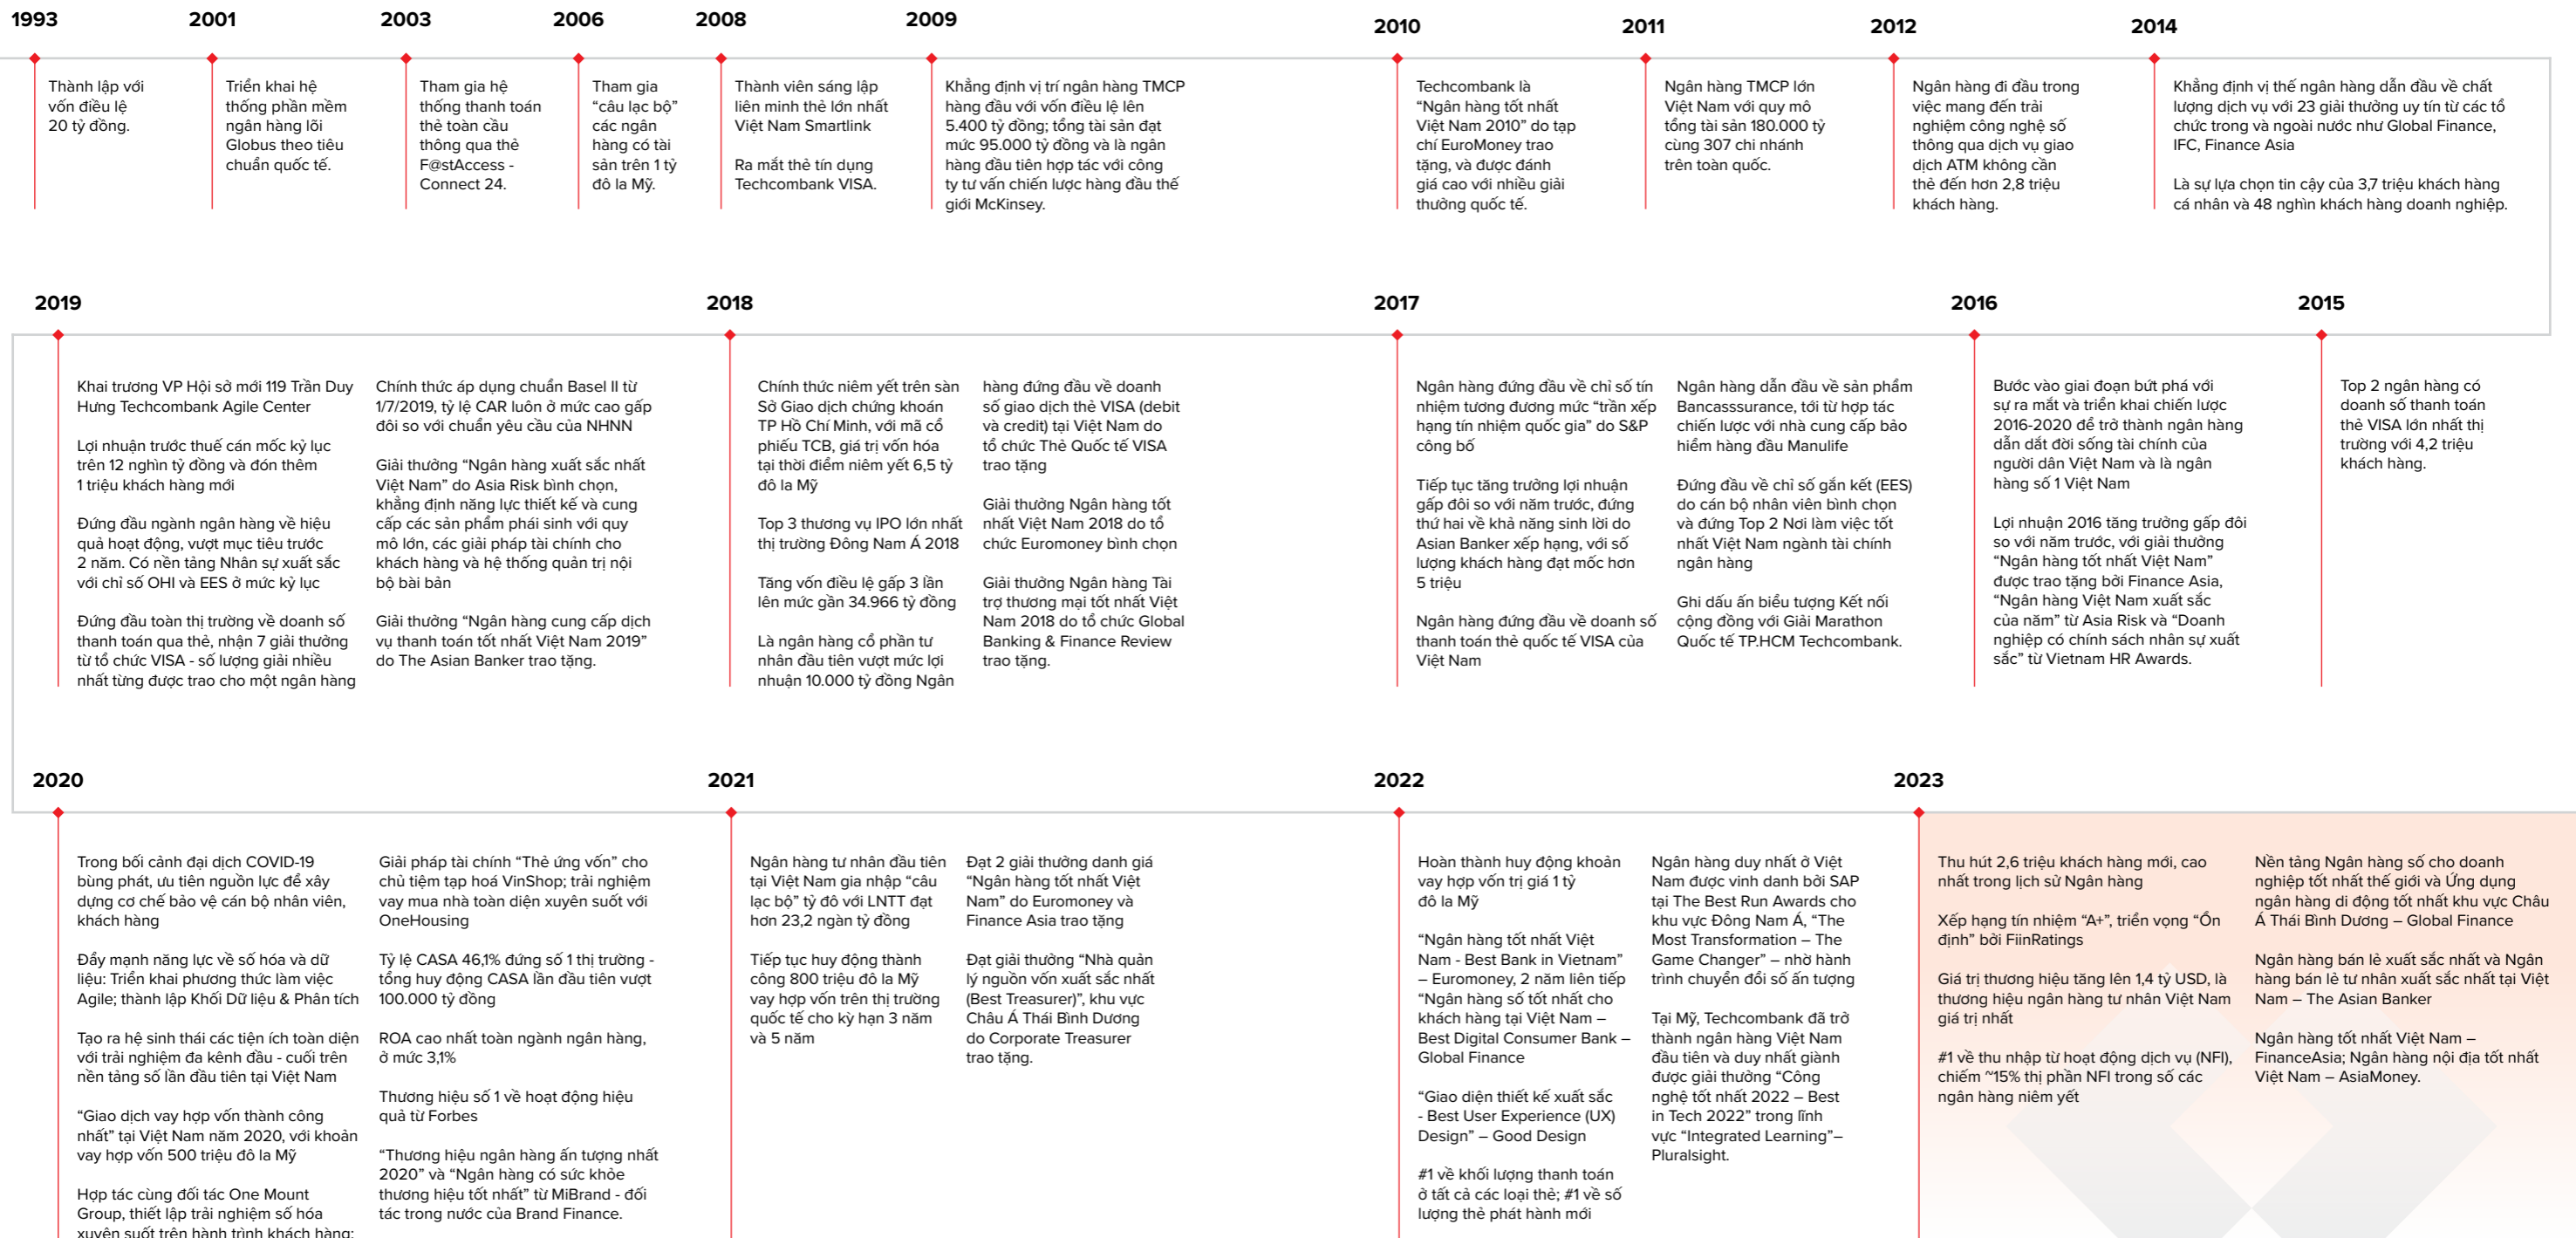 1993
Thành lập với
vốn điều lệ
20 tỷ đồng.
2001
Triển khai hệ
thống phần mềm
ngân hàng lõi
Globus theo tiêu
chuẩn quốc tế.
2003
Tham gia hệ
thống thanh toán
thẻ toàn cầu
thông qua thẻ
F@stAccess -
Connect 24.
2006
Tham gia
“câu lạc bộ”
các ngân
hàng có tài
sản trên 1 tỷ
đô la Mỹ.
2008
Thành viên sáng lập
liên minh thẻ lớn nhất
Việt Nam Smartlink
Ra mắt thẻ tín dụng
Techcombank VISA.
2009
Khẳng định vị trí ngân hàng TMCP
hàng đầu với vốn điều lệ lên
5.400 tỷ đồng; tổng tài sản đạt
mức 95.000 tỷ đồng và là ngân
hàng đầu tiên hợp tác với công
ty tư vấn chiến lược hàng đầu thế
giới McKinsey.
2010
Techcombank là
“Ngân hàng tốt nhất
Việt Nam 2010” do tạp
chí EuroMoney trao
tặng, và được đánh
giá cao với nhiều giải
thưởng quốc tế.
2011
Ngân hàng TMCP lớn
Việt Nam với quy mô
tổng tài sản 180.000 tỷ
cùng 307 chi nhánh
trên toàn quốc.
2012
Ngân hàng đi đầu trong
việc mang đến trải
nghiệm công nghệ số
thông qua dịch vụ giao
dịch ATM không cần
thẻ đến hơn 2,8 triệu
khách hàng.
2014
Khẳng định vị thế ngân hàng dẫn đầu về chất
lượng dịch vụ với 23 giải thưởng uy tín từ các tổ
chức trong và ngoài nước như Global Finance,
IFC, Finance Asia
Là sự lựa chọn tin cậy của 3,7 triệu khách hàng
cá nhân và 48 nghìn khách hàng doanh nghiệp.
2019
Khai trương VP Hội sở mới 119 Trần Duy
Hưng Techcombank Agile Center
Lợi nhuận trước thuế cán mốc kỷ lục
trên 12 nghìn tỷ đồng và đón thêm
1 triệu khách hàng mới
Đứng đầu ngành ngân hàng về hiệu
quả hoạt động, vượt mục tiêu trước
2 năm. Có nền tảng Nhân sự xuất sắc
với chỉ số OHI và EES ở mức kỷ lục
Đứng đầu toàn thị trường về doanh số
thanh toán qua thẻ, nhận 7 giải thưởng
từ tổ chức VISA - số lượng giải nhiều
nhất từng được trao cho một ngân hàng
Chính thức áp dụng chuẩn Basel II từ
1/7/2019, tỷ lệ CAR luôn ở mức cao gấp
đôi so với chuẩn yêu cầu của NHNN
Giải thưởng “Ngân hàng xuất sắc nhất
Việt Nam” do Asia Risk bình chọn,
khẳng định năng lực thiết kế và cung
cấp các sản phẩm phái sinh với quy
mô lớn, các giải pháp tài chính cho
khách hàng và hệ thống quản trị nội
bộ bài bản
Giải thưởng “Ngân hàng cung cấp dịch
vụ thanh toán tốt nhất Việt Nam 2019”
do The Asian Banker trao tặng.
2018
Chính thức niêm yết trên sàn
Sở Giao dịch chứng khoán
TP Hồ Chí Minh, với mã cổ
phiếu TCB, giá trị vốn hóa
tại thời điểm niêm yết 6,5 tỷ
đô la Mỹ
Top 3 thương vụ IPO lớn nhất
thị trường Đông Nam Á 2018
Tăng vốn điều lệ gấp 3 lần
lên mức gần 34.966 tỷ đồng
Là ngân hàng cổ phần tư
nhân đầu tiên vượt mức lợi
nhuận 10.000 tỷ đồng Ngân
hàng đứng đầu về doanh
số giao dịch thẻ VISA (debit
và credit) tại Việt Nam do
tổ chức Thẻ Quốc tế VISA
trao tặng
Giải thưởng Ngân hàng tốt
nhất Việt Nam 2018 do tổ
chức Euromoney bình chọn
Giải thưởng Ngân hàng Tài
trợ thương mại tốt nhất Việt
Nam 2018 do tổ chức Global
Banking & Finance Review
trao tặng.
2017
Ngân hàng đứng đầu về chỉ số tín
nhiệm tương đương mức “trần xếp
hạng tín nhiệm quốc gia” do S&P
công bố
Tiếp tục tăng trưởng lợi nhuận
gấp đôi so với năm trước, đứng
thứ hai về khả năng sinh lời do
Asian Banker xếp hạng, với số
lượng khách hàng đạt mốc hơn
5 triệu
Ngân hàng đứng đầu về doanh số
thanh toán thẻ quốc tế VISA của
Việt Nam
Ngân hàng dẫn đầu về sản phẩm
Bancasssurance, tới từ hợp tác
chiến lược với nhà cung cấp bảo
hiểm hàng đầu Manulife
Đứng đầu về chỉ số gắn kết (EES)
do cán bộ nhân viên bình chọn
và đứng Top 2 Nơi làm việc tốt
nhất Việt Nam ngành tài chính
ngân hàng
Ghi dấu ấn biểu tượng Kết nối
cộng đồng với Giải Marathon
Quốc tế TP.HCM Techcombank.
2016
Bước vào giai đoạn bứt phá với
sự ra mắt và triển khai chiến lược
2016-2020 để trở thành ngân hàng
dẫn dắt đời sống tài chính của
người dân Việt Nam và là ngân
hàng số 1 Việt Nam
Lợi nhuận 2016 tăng trưởng gấp đôi
so với năm trước, với giải thưởng
“Ngân hàng tốt nhất Việt Nam”
được trao tặng bởi Finance Asia,
“Ngân hàng Việt Nam xuất sắc
của năm” từ Asia Risk và “Doanh
nghiệp có chính sách nhân sự xuất
sắc” từ Vietnam HR Awards.
2015
Top 2 ngân hàng có
doanh số thanh toán
thẻ VISA lớn nhất thị
trường với 4,2 triệu
khách hàng.
2020
Trong bối cảnh đại dịch COVID-19
bùng phát, ưu tiên nguồn lực để xây
dựng cơ chế bảo vệ cán bộ nhân viên,
khách hàng
Đẩy mạnh năng lực về số hóa và dữ
liệu: Triển khai phương thức làm việc
Agile; thành lập Khối Dữ liệu & Phân tích
Tạo ra hệ sinh thái các tiện ích toàn diện
với trải nghiệm đa kênh đầu - cuối trên
nền tảng số lần đầu tiên tại Việt Nam
“Giao dịch vay hợp vốn thành công
nhất” tại Việt Nam năm 2020, với khoản
vay hợp vốn 500 triệu đô la Mỹ
Hợp tác cùng đối tác One Mount
Group, thiết lập trải nghiệm số hóa
xuyên suốt trên hành trình khách hàng:
Giải pháp tài chính “Thẻ ứng vốn” cho
chủ tiệm tạp hoá VinShop; trải nghiệm
vay mua nhà toàn diện xuyên suốt với
OneHousing
Tỷ lệ CASA 46,1% đứng số 1 thị trường -
tổng huy động CASA lần đầu tiên vượt
100.000 tỷ đồng
ROA cao nhất toàn ngành ngân hàng,
ở mức 3,1%
Thương hiệu số 1 về hoạt động hiệu
quả từ Forbes
“Thương hiệu ngân hàng ấn tượng nhất
2020” và “Ngân hàng có sức khỏe
thương hiệu tốt nhất” từ MiBrand - đối
tác trong nước của Brand Finance.
2021
Ngân hàng tư nhân đầu tiên
tại Việt Nam gia nhập “câu
lạc bộ” tỷ đô với LNTT đạt
hơn 23,2 ngàn tỷ đồng
Tiếp tục huy động thành
công 800 triệu đô la Mỹ
vay hợp vốn trên thị trường
quốc tế cho kỳ hạn 3 năm
và 5 năm
Đạt 2 giải thưởng danh giá
“Ngân hàng tốt nhất Việt
Nam” do Euromoney và
Finance Asia trao tặng
Đạt giải thưởng “Nhà quản
lý nguồn vốn xuất sắc nhất
(Best Treasurer)”, khu vực
Châu Á Thái Bình Dương
do Corporate Treasurer
trao tặng.
2022
Hoàn thành huy động khoản
vay hợp vốn trị giá 1 tỷ
đô la Mỹ
“Ngân hàng tốt nhất Việt
Nam - Best Bank in Vietnam”
– Euromoney, 2 năm liên tiếp
“Ngân hàng số tốt nhất cho
khách hàng tại Việt Nam –
Best Digital Consumer Bank –
Global Finance
“Giao diện thiết kế xuất sắc
- Best User Experience (UX)
Design” – Good Design
#1 về khối lượng thanh toán
ở tất cả các loại thẻ; #1 về số
lượng thẻ phát hành mới
Ngân hàng duy nhất ở Việt
Nam được vinh danh bởi SAP
tại The Best Run Awards cho
khu vực Đông Nam Á, “The
Most Transformation – The
Game Changer” – nhờ hành
trình chuyển đổi số ấn tượng
Tại Mỹ, Techcombank đã trở
thành ngân hàng Việt Nam
đầu tiên và duy nhất giành
được giải thưởng “Công
nghệ tốt nhất 2022 – Best
in Tech 2022” trong lĩnh
vực “Integrated Learning”–
Pluralsight.
2023
Thu hút 2,6 triệu khách hàng mới, cao
nhất trong lịch sử Ngân hàng
Xếp hạng tín nhiệm “A+”, triển vọng “Ổn
định” bởi FiinRatings
Giá trị thương hiệu tăng lên 1,4 tỷ USD, là
thương hiệu ngân hàng tư nhân Việt Nam
giá trị nhất
#1 về thu nhập từ hoạt động dịch vụ (NFI),
chiếm ~15% thị phần NFI trong số các
ngân hàng niêm yết
Nền tảng Ngân hàng số cho doanh
nghiệp tốt nhất thế giới và Ứng dụng
ngân hàng di động tốt nhất khu vực Châu
Á Thái Bình Dương – Global Finance
Ngân hàng bán lẻ xuất sắc nhất và Ngân
hàng bán lẻ tư nhân xuất sắc nhất tại Việt
Nam – The Asian Banker
Ngân hàng tốt nhất Việt Nam –
FinanceAsia; Ngân hàng nội địa tốt nhất
Việt Nam – AsiaMoney.